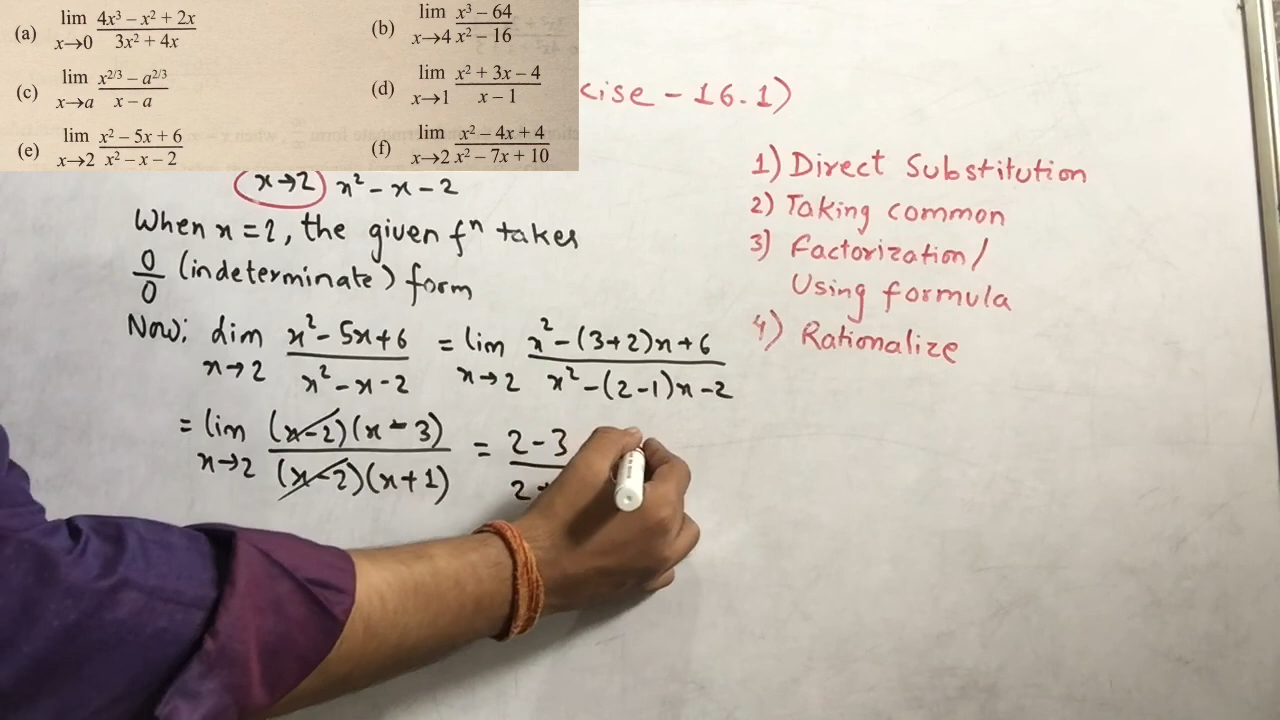 (a) lim x→0 4x³ – x² + 2x / 3x² + 4x
(b) lim x→4 x³ – 64 / x² – 16
(c) lim x→a x^2/3 – a^2/3 / x – a
(d) lim x→1 x² + 3x – 4 / x – 1
(e) lim x→2 x² – 5x + 6 / x² – x – 2
(f) lim x→2 x² – 4x + 4 / x² – 7x + 10
cise - 16.1)
x→2 x² - x - 2
When x = 2, the given fⁿ takes
0/0 (indeterminate) form
Now: lim x→2 x² - 5x + 6 / x² - x - 2 = lim x→2 x² - (3+2)x + 6 / x² - (2-1)x - 2
= lim x→2 (x-2)(x-3) / (x-2)(x+1) = 2-3 / 2+
1) Direct Substitution
2) Taking common
3) Factorization/
Using formula
4) Rationalize